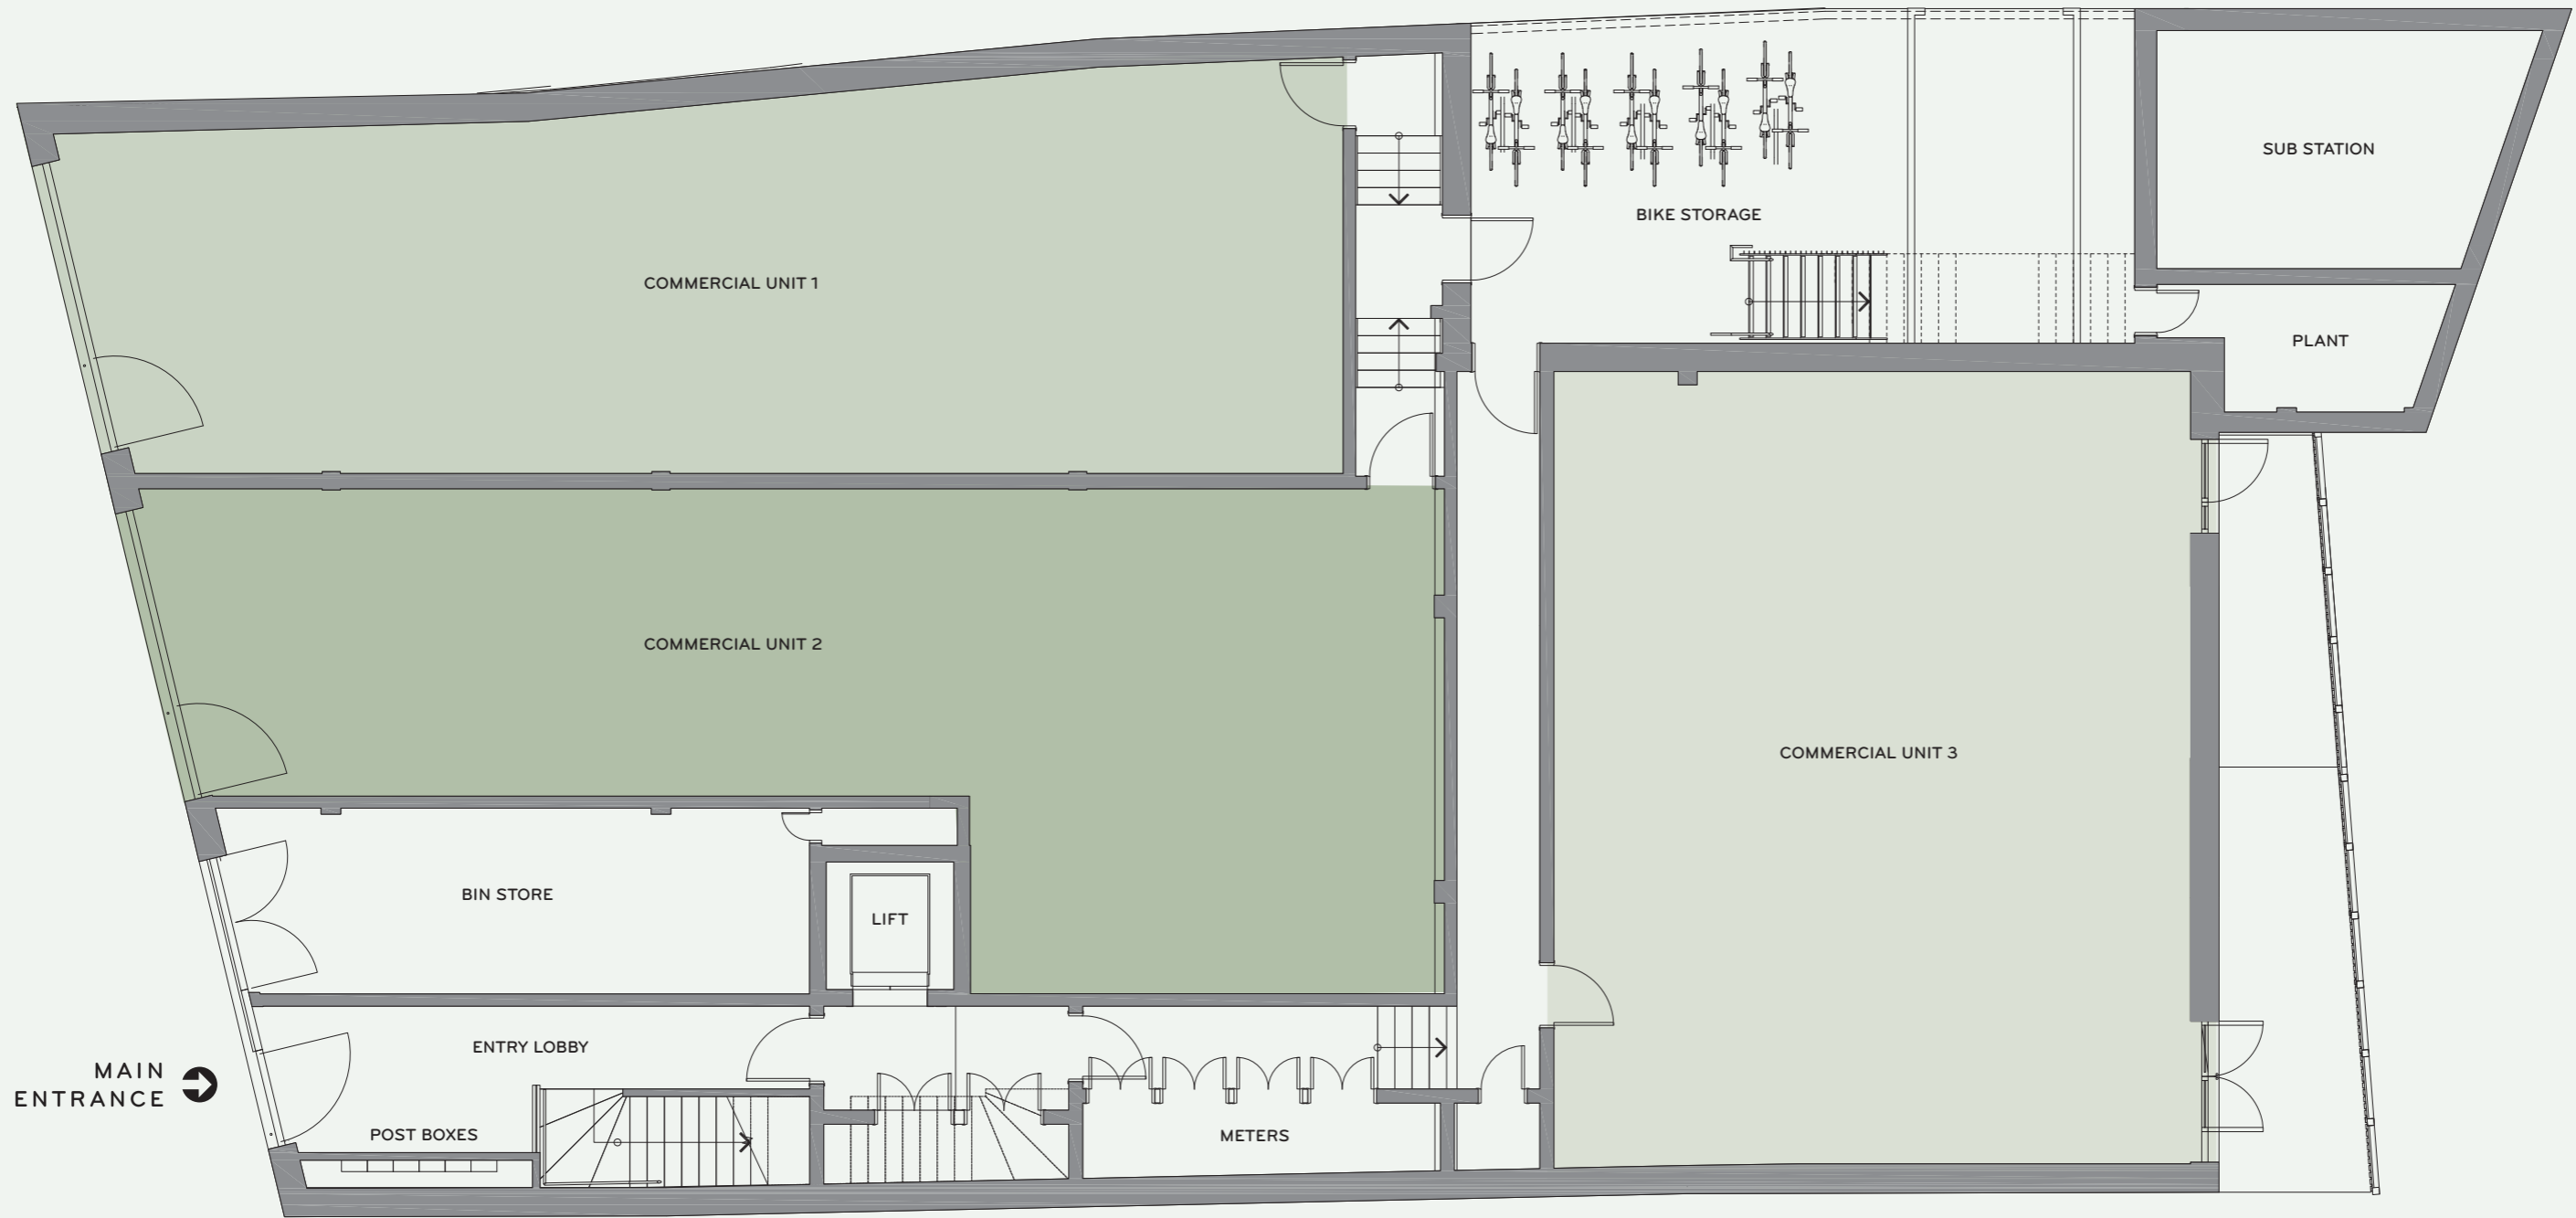 SUB STATION
BIKE STORAGE
COMMERCIAL UNIT 1
PLANT
COMMERCIAL UNIT 2
COMMERCIAL UNIT 3
BIN STORE
LIFT
ENTRY LOBBY
MAIN
ENTRANCE
POST BOXES
METERS